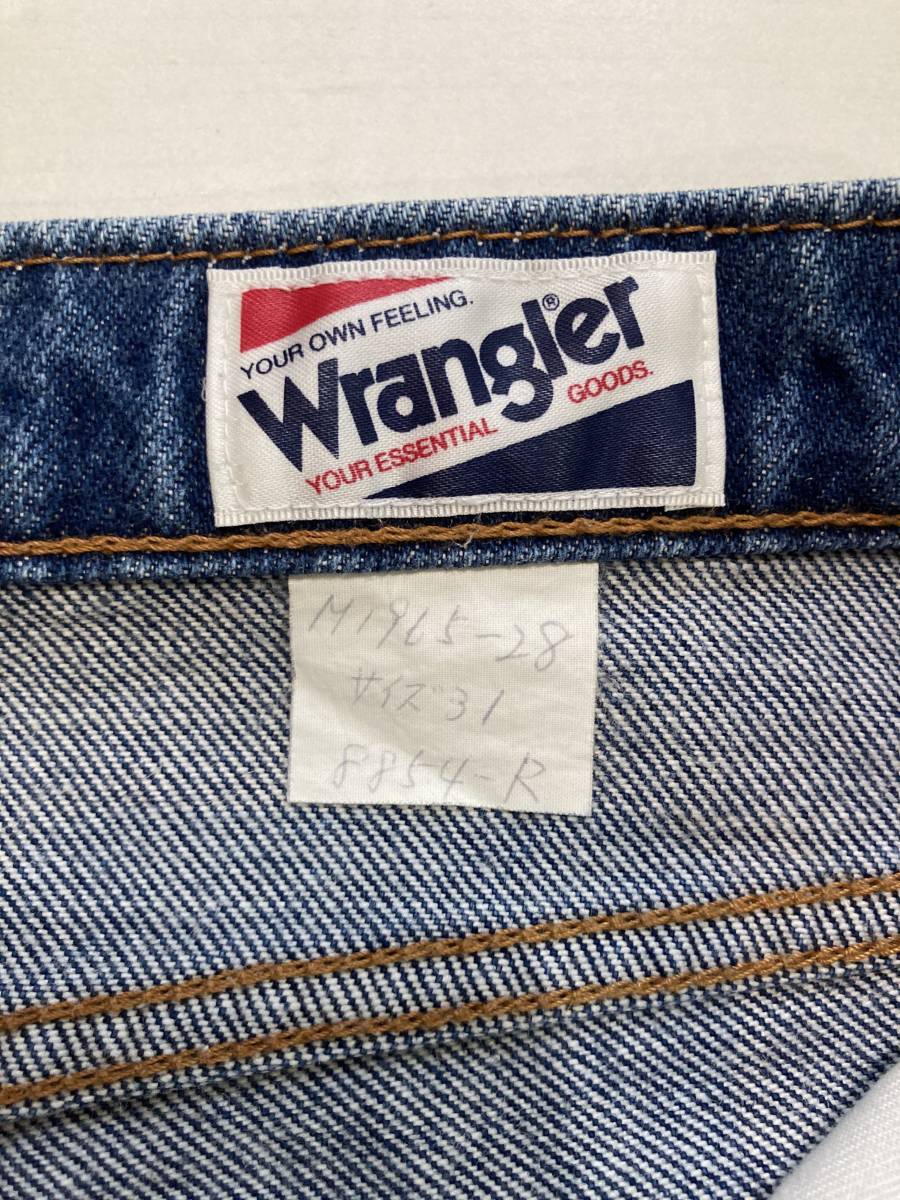 YOUR OWN FEELING.
Wrangler®
YOUR ESSENTIAL GOODS.
M1965-28
サイズ31
8854-R